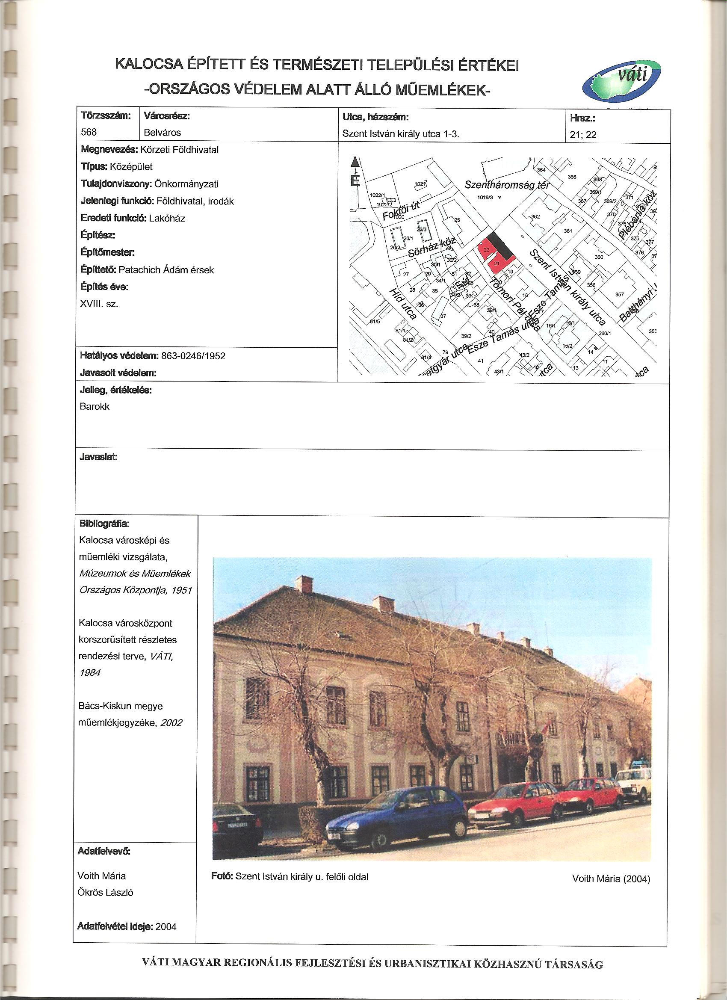 KALOCSA ÉPÍTETT ÉS TERMÉSZETI TELEPÜLÉSI ÉRTÉKEI
-ORSZÁGOS VÉDELEM ALATT ÁLLÓ MŰEMLÉKEK-
váti
Törzsszám:
568
Városrész:
Belváros
Utca, házszám:
Szent István király utca 1-3.
Hrsz.:
21; 22
Megnevezés: Körzeti Földhivatal
Típus: Középület
Tulajdonviszony: Önkormányzati
Jelenlegi funkció: Földhivatal, irodák
Eredeti funkció: Lakóház
Építész:
Építőmester:
Építtető: Patachich Ádám érsek
Építés éve:
XVIII. sz.
É
Szentháromság tér
1019/3
364
366
368
369/1
367
369/2
371
370
375
377
376
Plébánia köz
1021
1022/1
1022/2
Foktői út
1020
25
26/3
26/1
26/2
Sörház köz
24
30/2
30/1
362
361
360
22
21
19
27
29
31
32
34/1
28
35
34/2
33
36
38
37
18
39/1
Szent István király utca
Tomori Pál utca
Esze Tamás u.
359
358
357
Batthányi
Híd utca
81/5
81/1
81/2
81/4
79
39/2
40
Esze Tamás utca
41
43/2
43/1
16/1
15/1
15/2
266/1
355
14
11
13
utca
utca
Hatályos védelem: 863-0246/1952
Javasolt védelem:
Jelleg, értékelés:
Barokk
Javaslat:
Bibliográfia:
Kalocsa városképi és
műemléki vizsgálata,
Múzeumok és Műemlékek
Országos Központja, 1951
Kalocsa városközpont
korszerűsített részletes
rendezési terve, VÁTI,
1984
Bács-Kiskun megye
műemlékjegyzéke, 2002
Adatfelvevő:
Voith Mária
Ökrös László
Adatfelvétel ideje: 2004
Fotó: Szent István király u. felőli oldal
Voith Mária (2004)
VÁTI MAGYAR REGIONÁLIS FEJLESZTÉSI ÉS URBANISZTIKAI KÖZHASZNÚ TÁRSASÁG